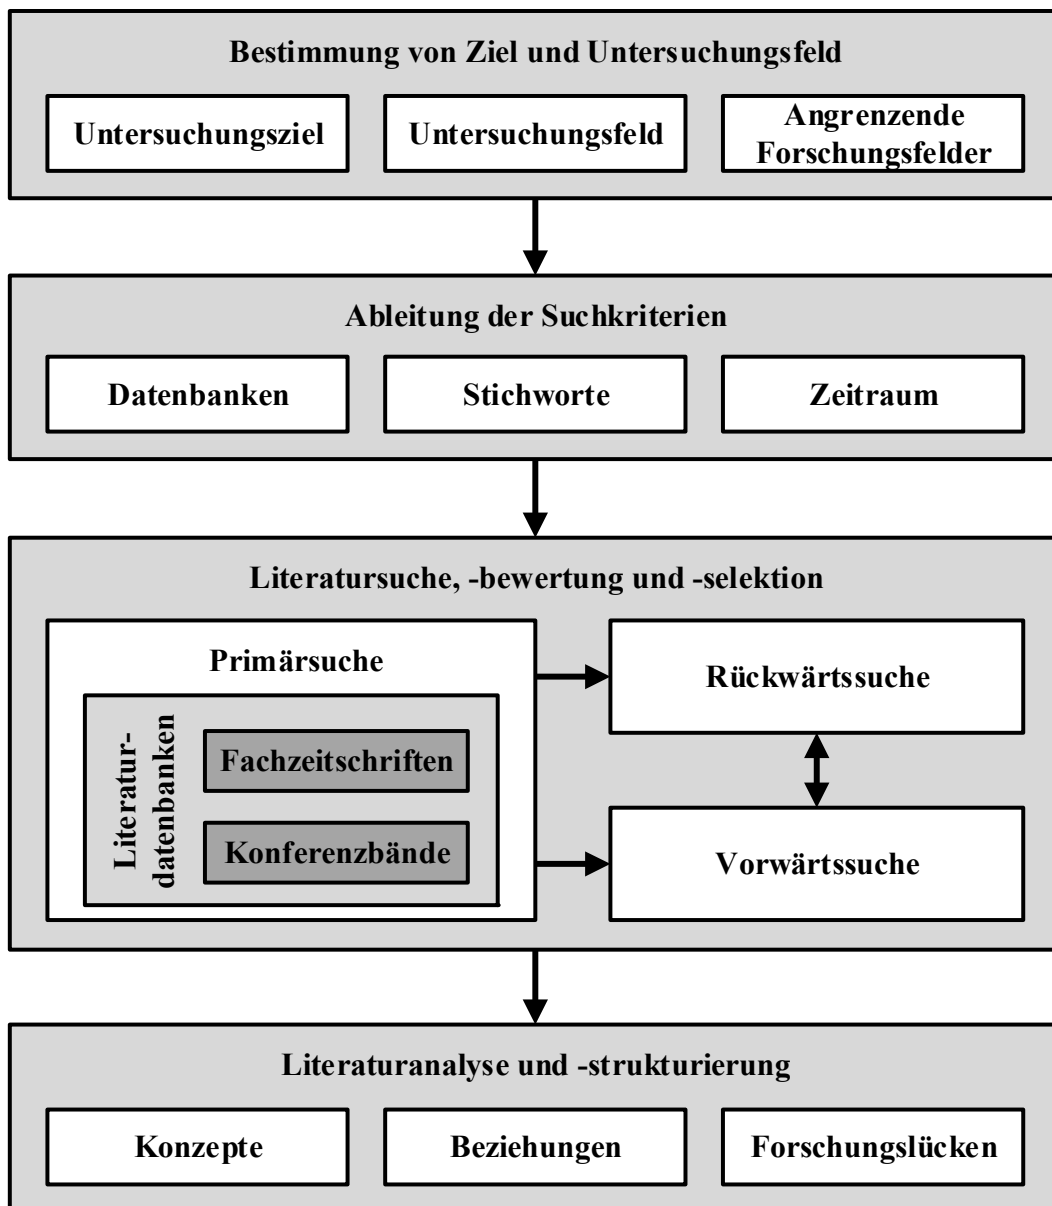 Bestimmung von Ziel und Untersuchungsfeld
Untersuchungsziel
Untersuchungsfeld
Angrenzende
Forschungsfelder
Ableitung der Suchkriterien
Datenbanken
Stichworte
Zeitraum
Literatursuche, -bewertung und -selektion
Primärsuche
Literatur-
datenbanken
Fachzeitschriften
Konferenzbände
Rückwärtssuche
Vorwärtssuche
Literaturanalyse und -strukturierung
Konzepte
Beziehungen
Forschungslücken